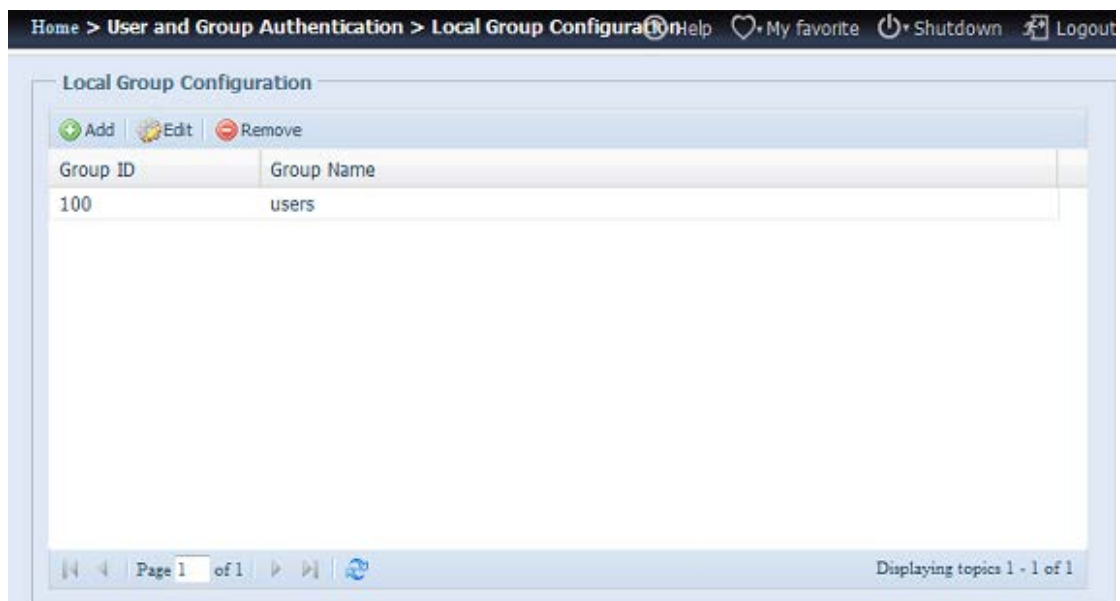 Home > User and Group Authentication > Local Group Configuration Help My favorite Shutdown Logout
Local Group Configuration
Add Edit Remove
Group ID Group Name
100 users
Page 1 of 1 Displaying topics 1 - 1 of 1